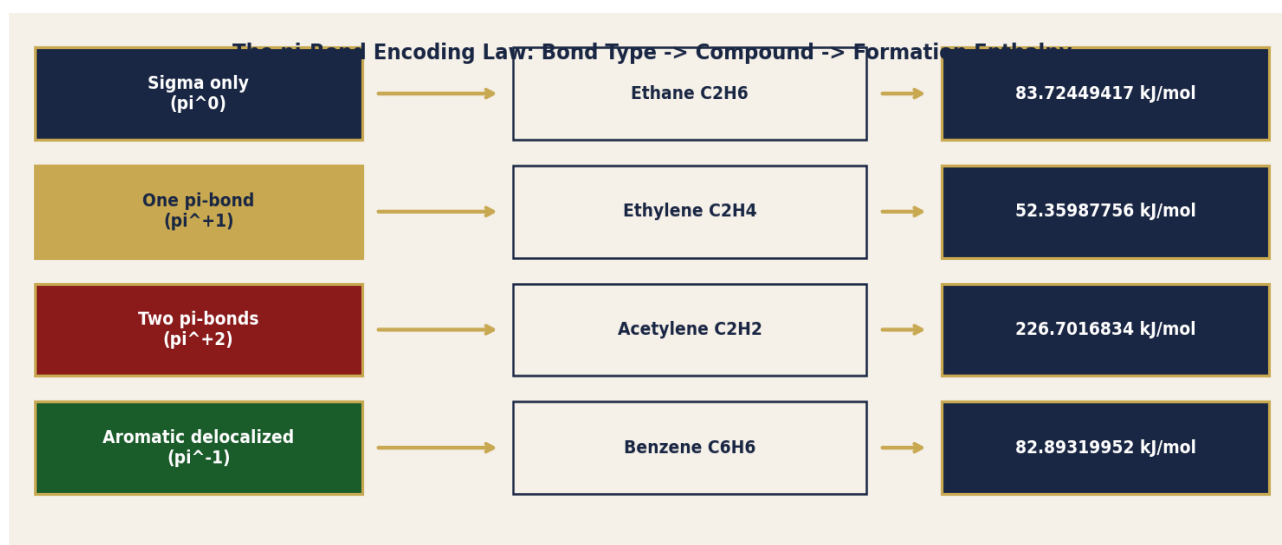 The pi-Bond Encoding Law: Bond Type -> Compound -> Formation Enthalpy
Sigma only
(pi^0)
Ethane C2H6
83.72449417 kJ/mol
One pi-bond
(pi^+1)
Ethylene C2H4
52.35987756 kJ/mol
Two pi-bonds
(pi^+2)
Acetylene C2H2
226.7016834 kJ/mol
Aromatic delocalized
(pi^-1)
Benzene C6H6
82.89319952 kJ/mol